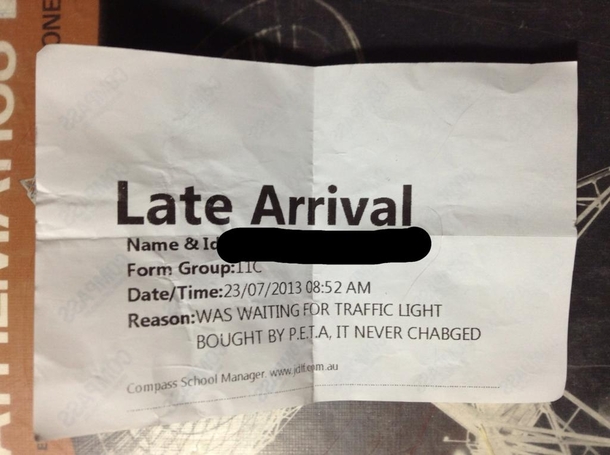 Late Arrival
Name & Id
Form Group:11C
Date/Time:23/07/2013 08:52 AM
Reason:WAS WAITING FOR TRAFFIC LIGHT
BOUGHT BY P.E.T.A, IT NEVER CHABGED
Compass School Manager www.jdlf.com.au